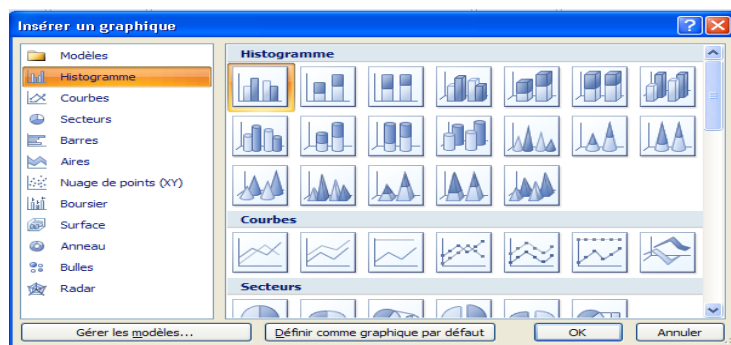 Insérer un graphique
Modèles
Histogramme
Courbes
Secteurs
Barres
Aires
Nuage de points (XY)
Boursier
Surface
Anneau
Bulles
Radar
Histogramme
Courbes
Secteurs
Gérer les modèles...
Définir comme graphique par défaut
OK
Annuler